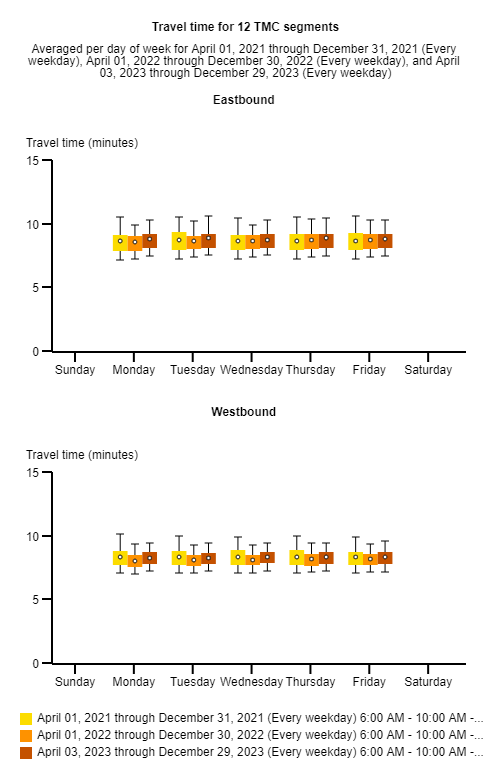 Travel time for 12 TMC segments
Averaged per day of week for April 01, 2021 through December 31, 2021 (Every
weekday), April 01, 2022 through December 30, 2022 (Every weekday), and April
03, 2023 through December 29, 2023 (Every weekday)
Eastbound
Travel time (minutes)
15
10
5
0
Sunday Monday Tuesday Wednesday Thursday Friday Saturday
Westbound
Travel time (minutes)
15
10
5
0
Sunday Monday Tuesday Wednesday Thursday Friday Saturday
April 01, 2021 through December 31, 2021 (Every weekday) 6:00 AM - 10:00 AM -...
April 01, 2022 through December 30, 2022 (Every weekday) 6:00 AM - 10:00 AM -...
April 03, 2023 through December 29, 2023 (Every weekday) 6:00 AM - 10:00 AM -...